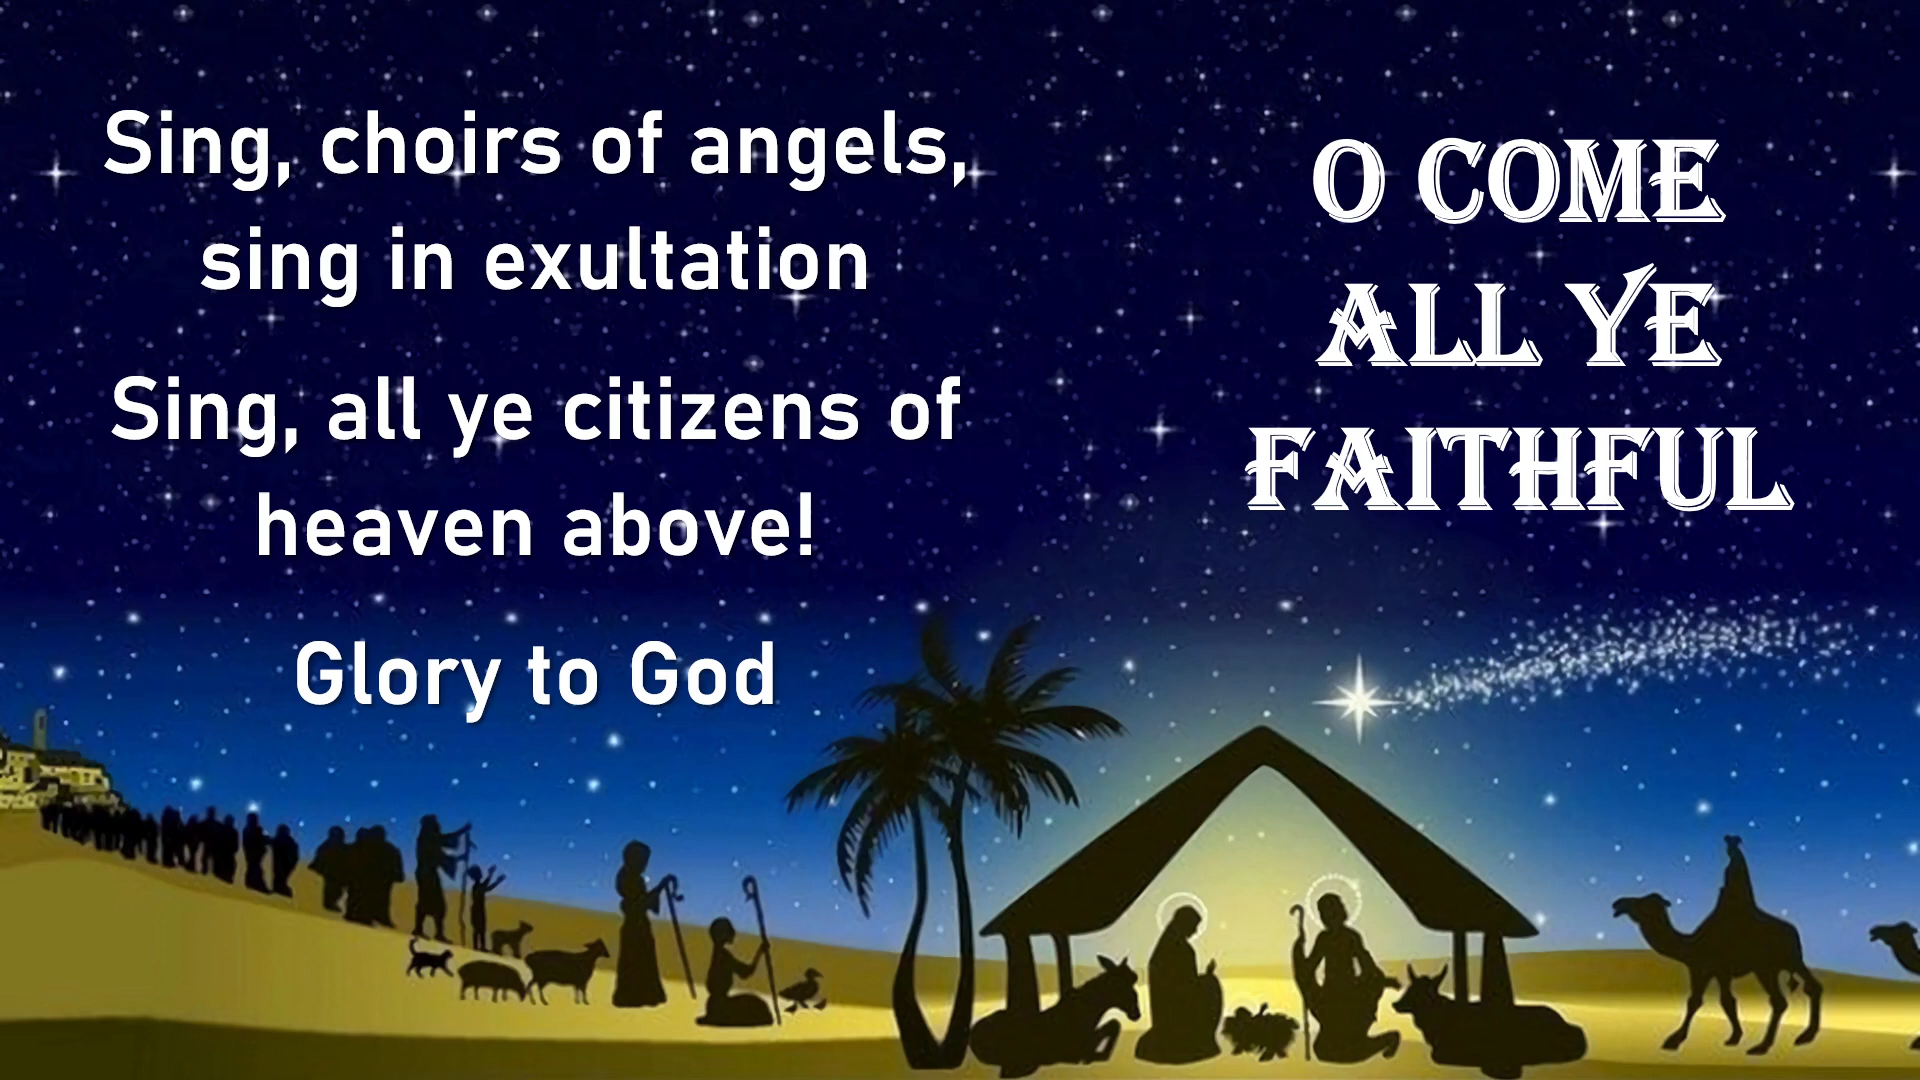 Sing, choirs of angels,
sing in exultation
Sing, all ye citizens of
heaven above!
Glory to God
O COME
ALL YE
FAITHFUL